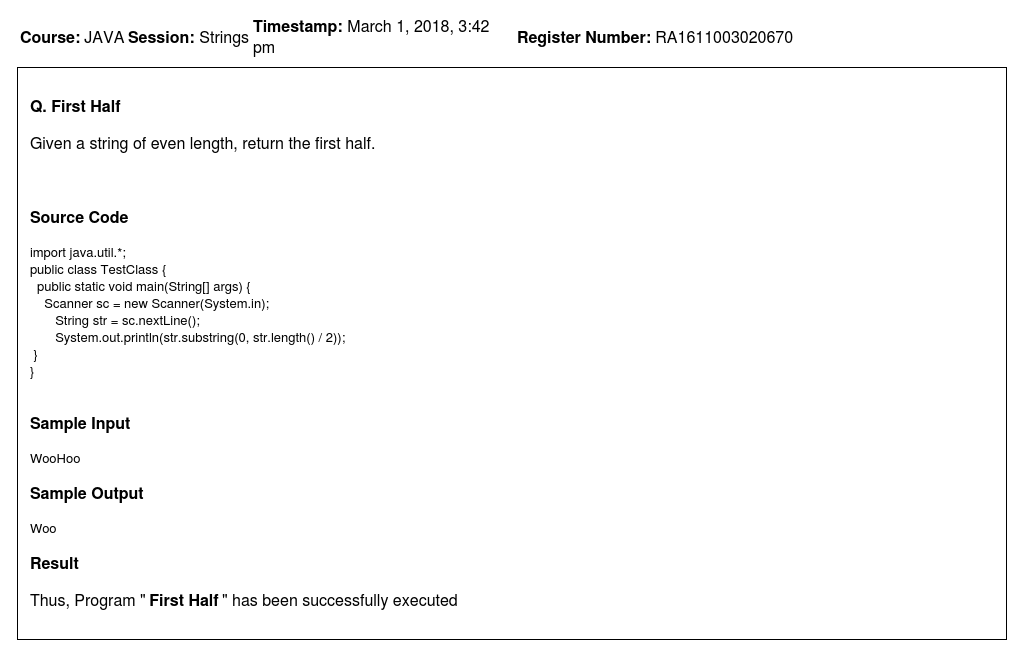 Course: JAVA Session: Strings Timestamp: March 1, 2018, 3:42 pm Register Number: RA1611003020670
Q. First Half
Given a string of even length, return the first half.
Source Code
import java.util.*;
public class TestClass {
  public static void main(String[] args) {
    Scanner sc = new Scanner(System.in);
       String str = sc.nextLine();
       System.out.println(str.substring(0, str.length() / 2));
 }
}
Sample Input
WooHoo
Sample Output
Woo
Result
Thus, Program " First Half " has been successfully executed